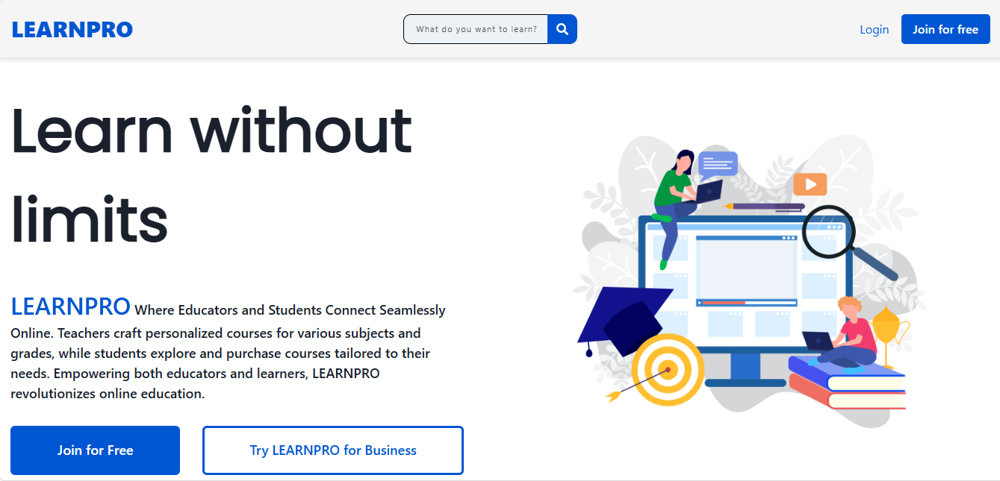 LEARNPRO
What do you want to learn?
Login
Join for free
Learn without
limits
LEARNPRO Where Educators and Students Connect Seamlessly
Online. Teachers craft personalized courses for various subjects and
grades, while students explore and purchase courses tailored to their
needs. Empowering both educators and learners, LEARNPRO
revolutionizes online education.
Join for Free
Try LEARNPRO for Business